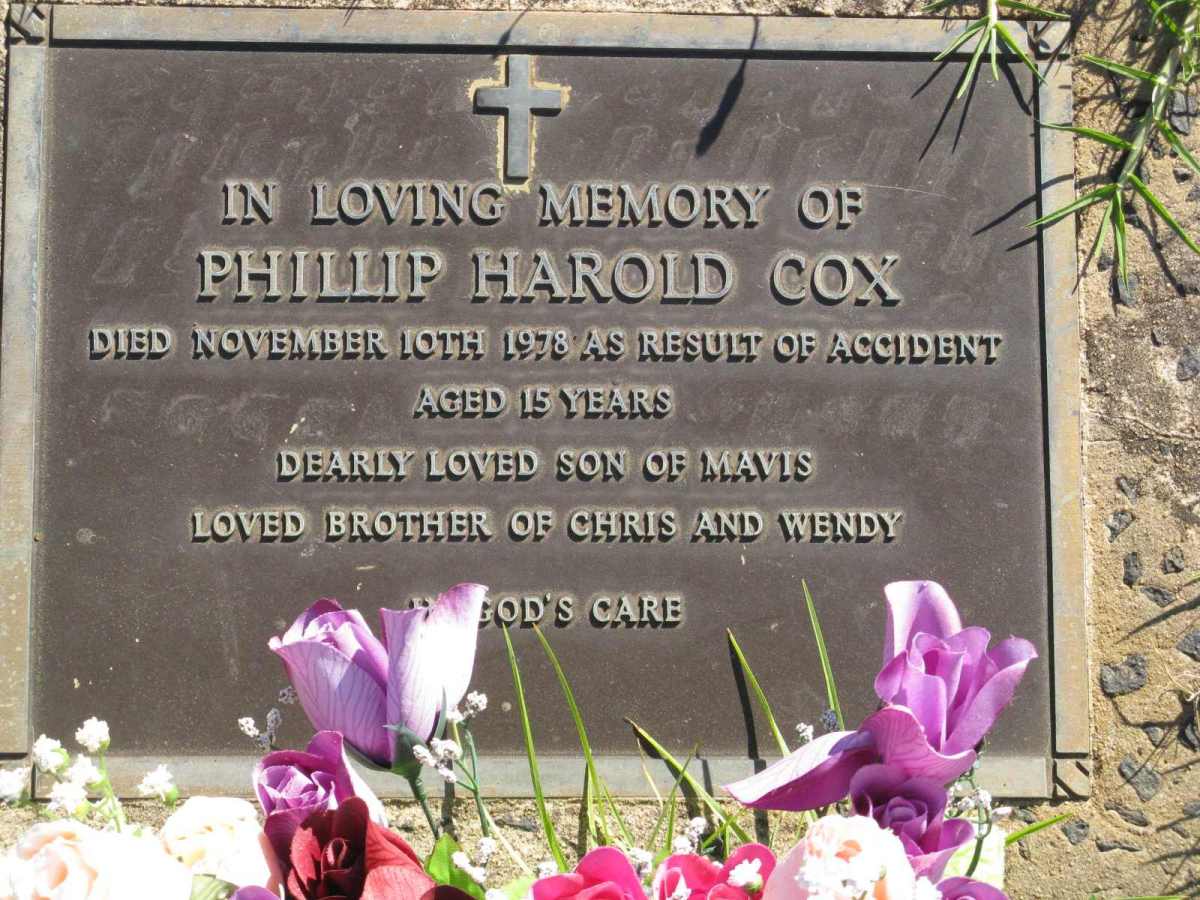 IN LOVING MEMORY OF
PHILLIP HAROLD COX
DIED NOVEMBER 10TH 1978 AS RESULT OF ACCIDENT
AGED 15 YEARS
DEARLY LOVED SON OF MAVIS
LOVED BROTHER OF CHRIS AND WENDY
GOD'S CARE